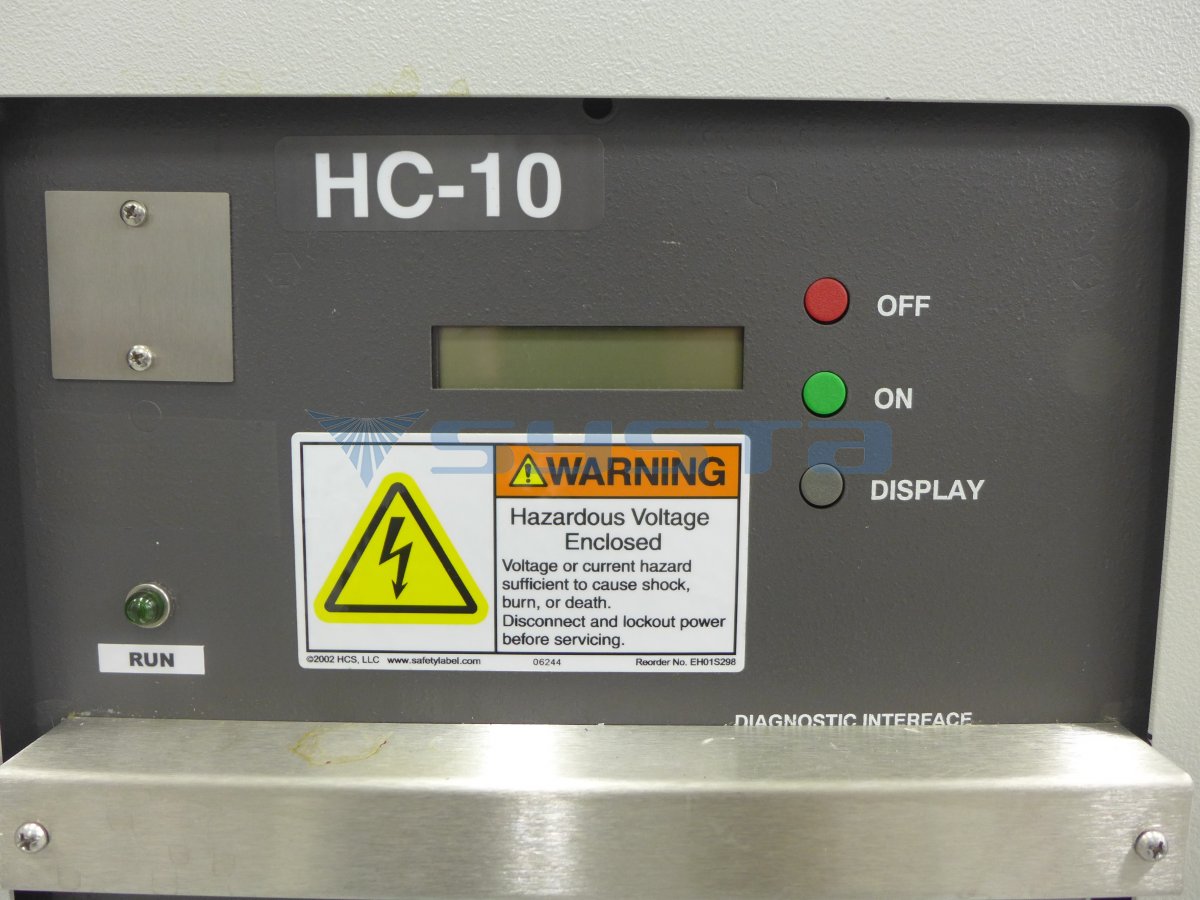 HC-10
OFF
ON
DISPLAY
SYSTA
WARNING
Hazardous Voltage
Enclosed
Voltage or current hazard
sufficient to cause shock,
burn, or death.
Disconnect and lockout power
before servicing.
©2002 HCS, LLC www.safetylabel.com 06244 Reorder No. EH01S298
RUN
DIAGNOSTIC INTERFACE